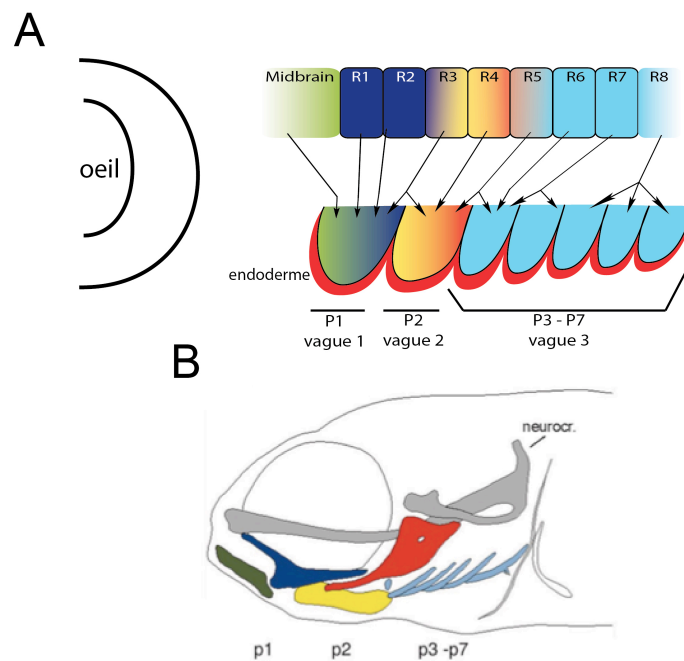 A
Midbrain R1 R2 R3 R4 R5 R6 R7 R8
oeil
endoderme
P1 P2 P3 - P7
vague 1 vague 2 vague 3
B
neurocr.
p1 p2 p3 -p7